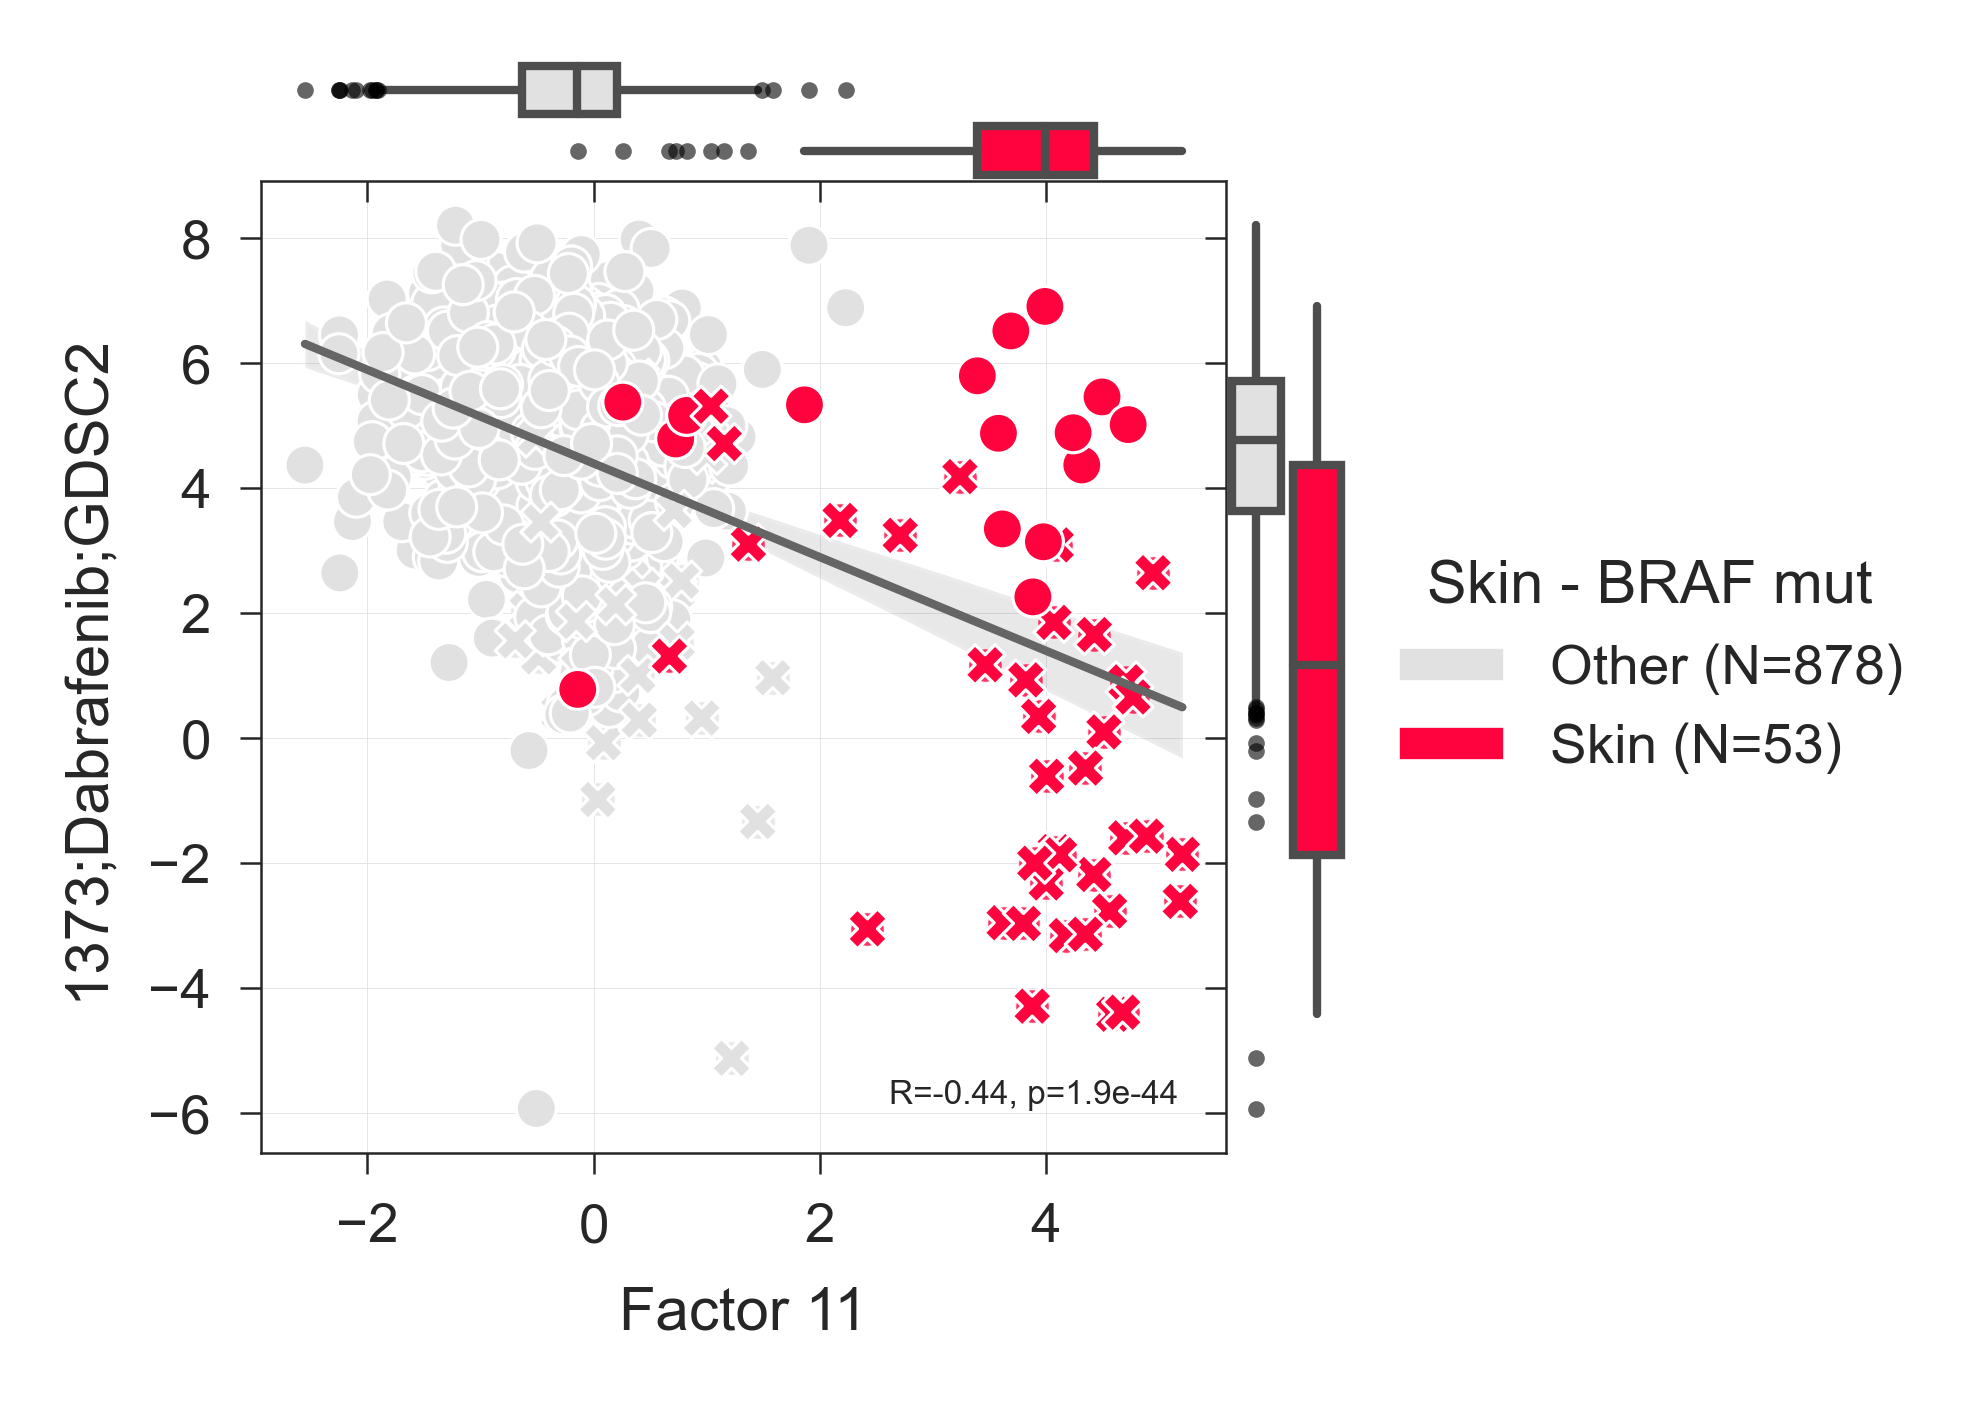 1373;Dabrafenib;GDSC2
8
6
4
2
0
−2
−4
−6
R=-0.44, p=1.9e-44
−2
0
2
4
Factor 11
Skin - BRAF mut
Other (N=878)
Skin (N=53)